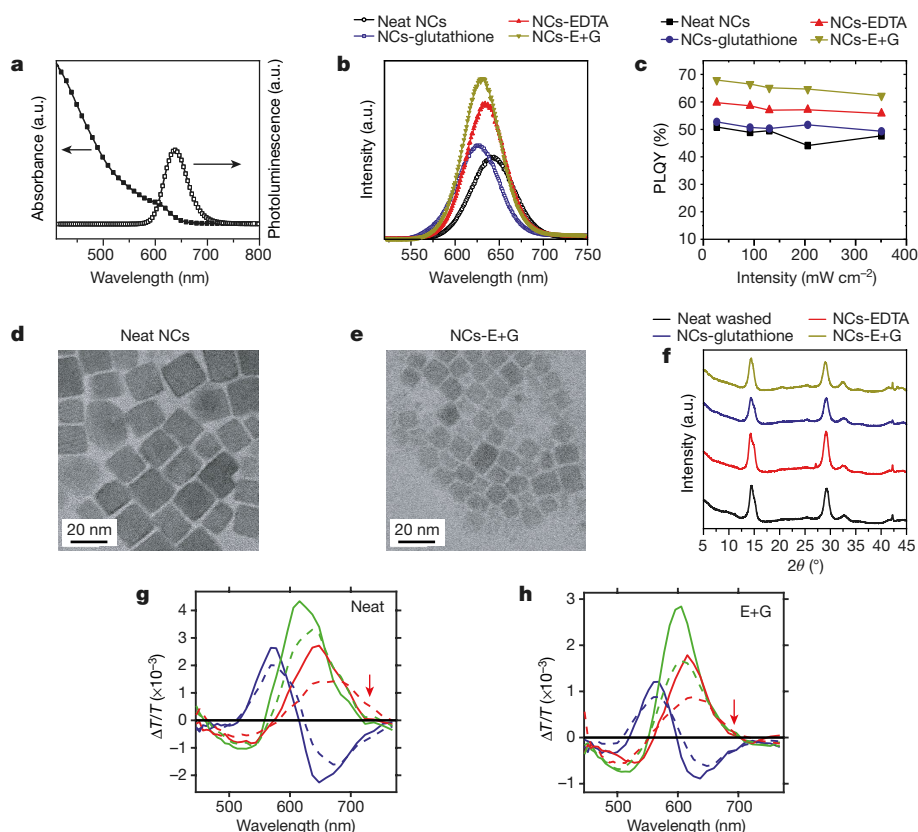 Neat NCs
NCs-EDTA
NCs-glutathione
NCs-E+G
Neat NCs
NCs-EDTA
NCs-glutathione
NCs-E+G
a
Absorbance (a.u.)
Photoluminescence (a.u.)
500 600 700 800
Wavelength (nm)
b
Intensity (a.u.)
550 600 650 700 750
Wavelength (nm)
c
PLQY (%)
70
60
50
40
30
20
10
0 100 200 300 400
Intensity (mW cm−2)
d
Neat NCs
20 nm
e
NCs-E+G
20 nm
Neat washed
NCs-EDTA
NCs-glutathione
NCs-E+G
f
Intensity (a.u.)
5 10 15 20 25 30 35 40 45
2θ (°)
g
Neat
ΔT/T (×10−3)
4
2
0
−2
500 600 700
Wavelength (nm)
h
E+G
ΔT/T (×10−3)
3
2
1
0
−1
500 600 700
Wavelength (nm)